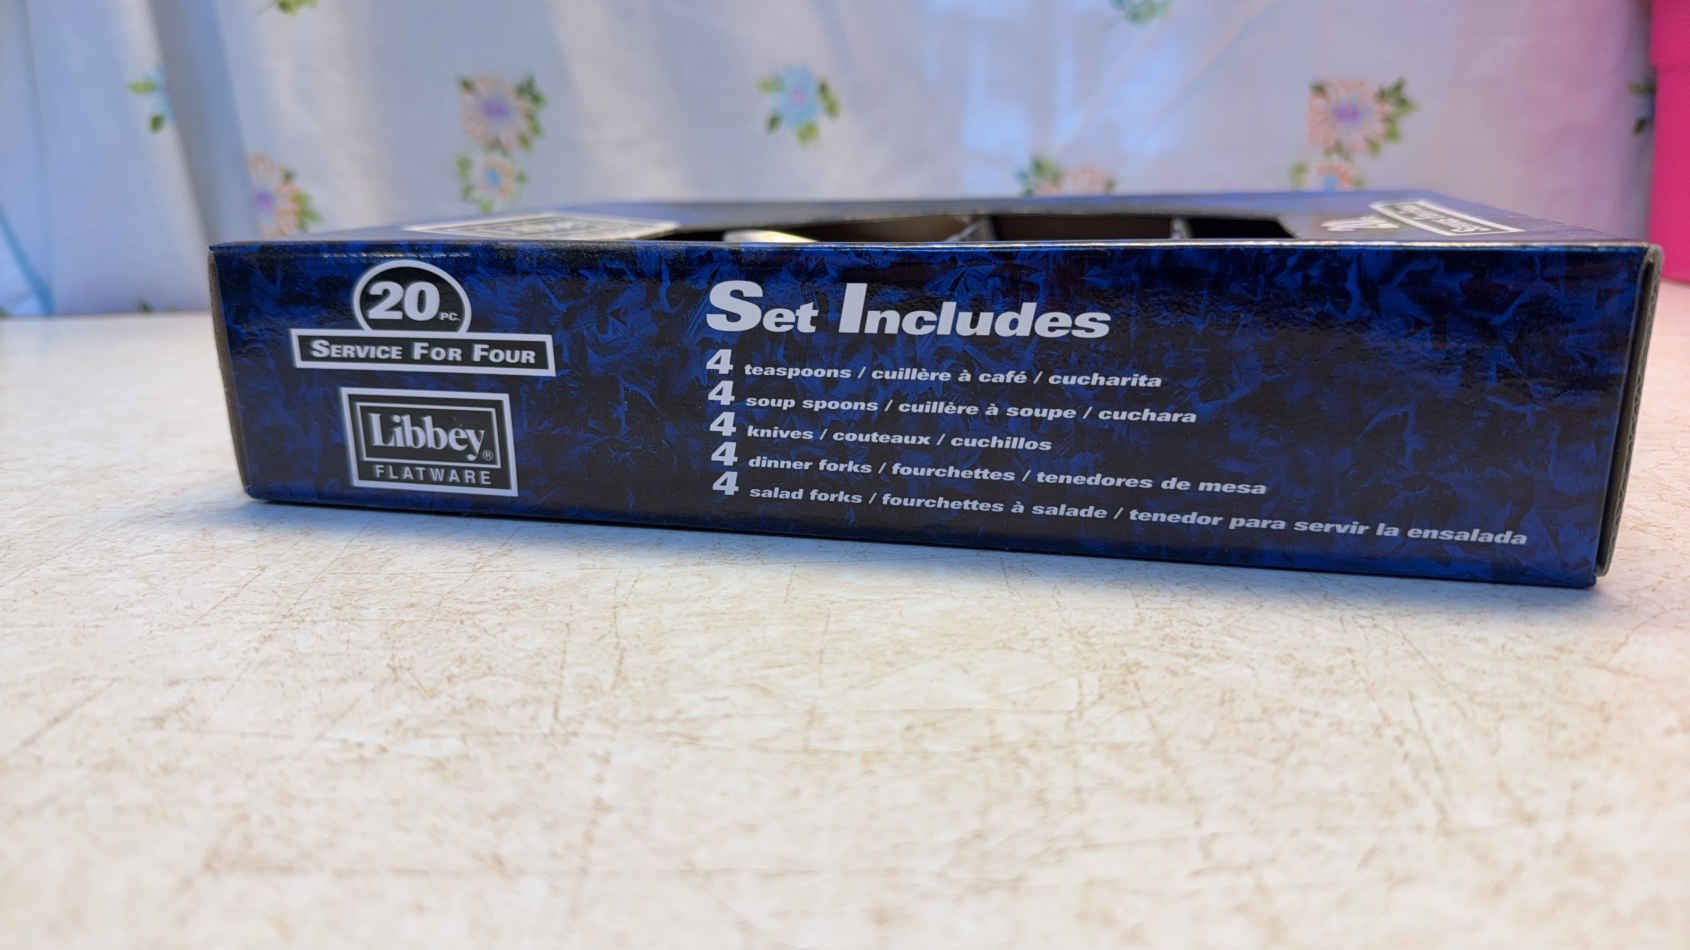 20 PC.
SERVICE FOR FOUR
Libbey®
FLATWARE
SET INCLUDES
4 teaspoons / cuillère à café / cucharita
4 soup spoons / cuillère à soupe / cuchara
4 knives / couteaux / cuchillos
4 dinner forks / fourchettes / tenedores de mesa
4 salad forks / fourchettes à salade / tenedor para servir la ensalada